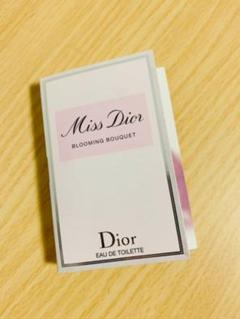 Miss Dior
BLOOMING BOUQUET
Dior
EAU DE TOILETTE